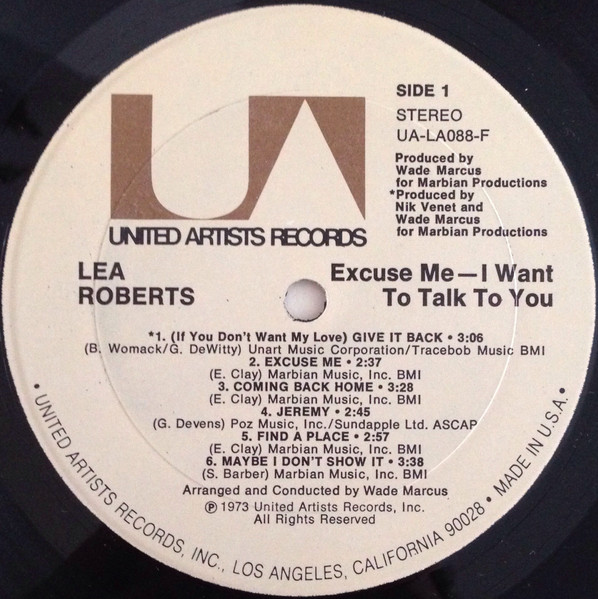 UA
UNITED ARTISTS RECORDS
SIDE 1
STEREO
UA-LA088-F
Produced by
Wade Marcus
for Marbian Productions
*Produced by
Nik Venet and
Wade Marcus
for Marbian Productions
LEA
ROBERTS
Excuse Me—I Want
To Talk To You
*1. (If You Don't Want My Love) GIVE IT BACK • 3:06
(B. Womack/G. DeWitty) Unart Music Corporation/Tracebob Music BMI
2. EXCUSE ME • 2:37
(E. Clay) Marbian Music, Inc. BMI
3. COMING BACK HOME • 3:28
(E. Clay) Marbian Music, Inc. BMI
4. JEREMY • 2:45
(G. Devens) Poz Music, Inc./Sundapple Ltd. ASCAP
5. FIND A PLACE • 2:57
(E. Clay) Marbian Music, Inc. BMI
6. MAYBE I DON'T SHOW IT • 3:38
(S. Barber) Marbian Music, Inc. BMI
Arranged and Conducted by Wade Marcus
℗ 1973 United Artists Records, Inc.
All Rights Reserved
• UNITED ARTISTS RECORDS, INC., LOS ANGELES, CALIFORNIA 90028 • MADE IN U.S.A. •